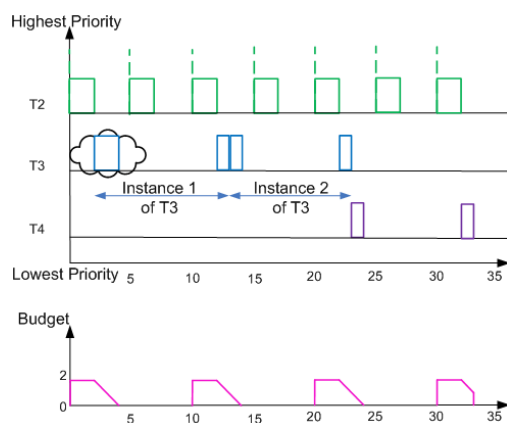 Highest Priority
T2
T3
Instance 1
of T3
Instance 2
of T3
T4
Lowest Priority
5
10
15
20
25
30
35
Budget
2
0
5
10
15
20
25
30
35